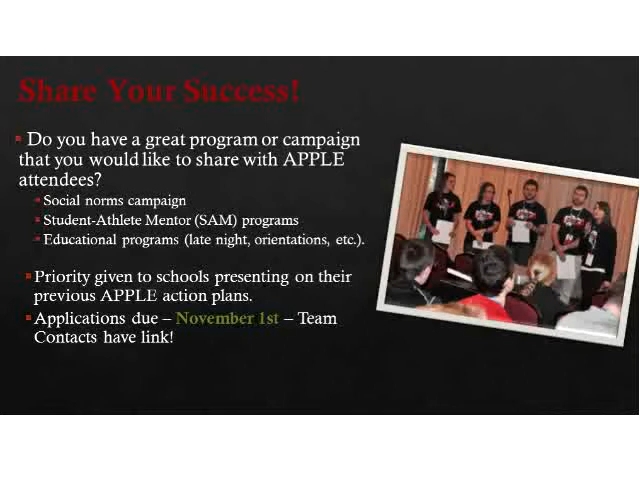 Share Your Success!
Do you have a great program or campaign
that you would like to share with APPLE
attendees?
Social norms campaign
Student-Athlete Mentor (SAM) programs
Educational programs (late night, orientations, etc.).
Priority given to schools presenting on their
previous APPLE action plans.
Applications due – November 1st – Team
Contacts have link!